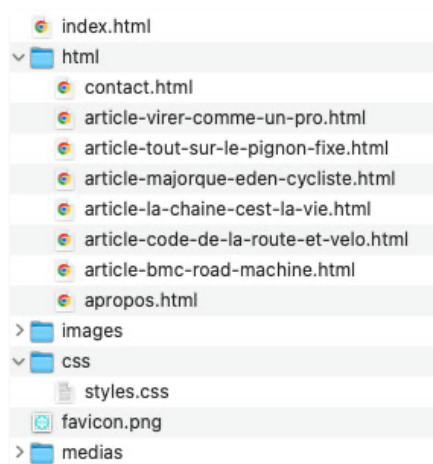 index.html
html
contact.html
article-virer-comme-un-pro.html
article-tout-sur-le-pignon-fixe.html
article-majorque-eden-cycliste.html
article-la-chaine-cest-la-vie.html
article-code-de-la-route-et-velo.html
article-bmc-road-machine.html
apropos.html
images
css
styles.css
favicon.png
medias